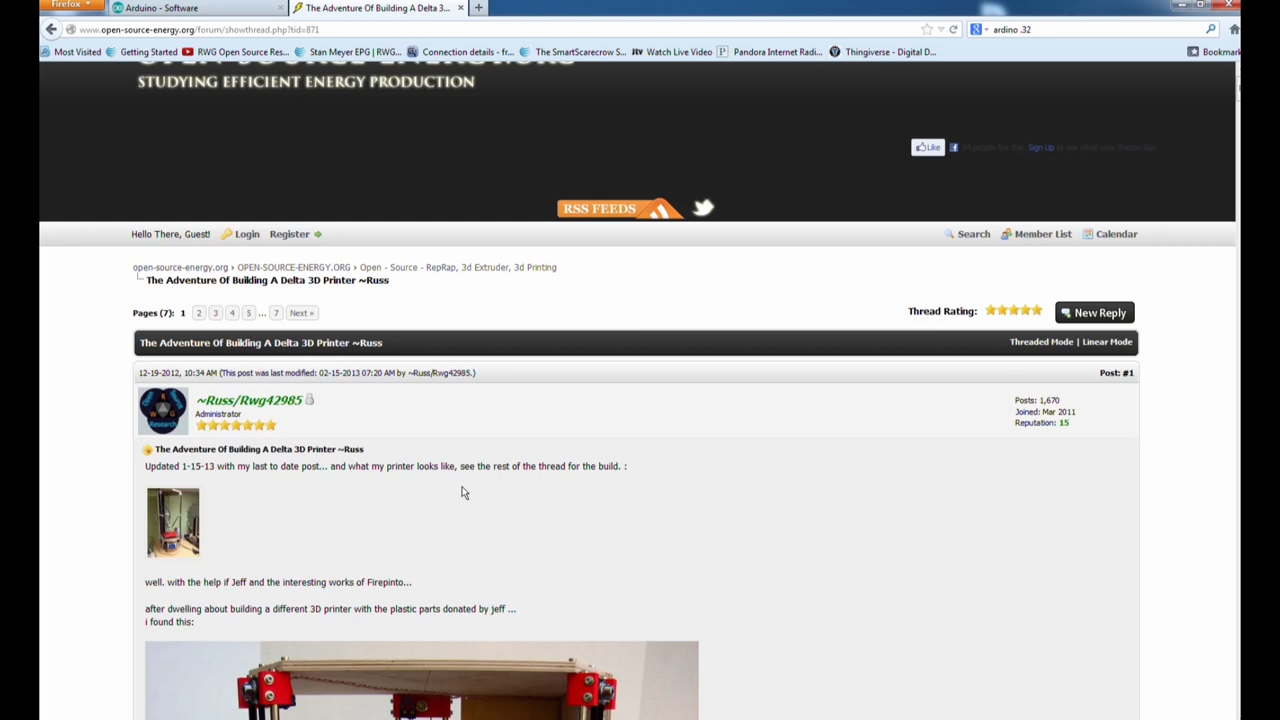 Firefox
Arduino - Software
The Adventure Of Building A Delta 3...
www.open-source-energy.org/forum/showthread.php?tid=871
ardino .32
Most Visited
Getting Started
RWG Open Source Res...
Stan Meyer EPG | RWG...
Connection details - fr...
The SmartScarecrow S...
Watch Live Video
Pandora Internet Radi...
Thingiverse - Digital D...
Bookmark
STUDYING EFFICIENT ENERGY PRODUCTION
Like
Sign Up
RSS FEEDS
Hello There, Guest! Login Register
Search Member List Calendar
open-source-energy.org › OPEN-SOURCE-ENERGY.ORG › Open - Source - RepRap, 3d Extruder, 3d Printing
The Adventure Of Building A Delta 3D Printer ~Russ
Pages (7): 1 2 3 4 5 ... 7 Next »
Thread Rating:
New Reply
The Adventure Of Building A Delta 3D Printer ~Russ
Threaded Mode | Linear Mode
12-19-2012, 10:34 AM (This post was last modified: 02-15-2013 07:20 AM by ~Russ/Rwg42985.)
Post: #1
~Russ/Rwg42985
Administrator
Posts: 1,670
Joined: Mar 2011
Reputation: 15
The Adventure Of Building A Delta 3D Printer ~Russ
Updated 1-15-13 with my last to date post... and what my printer looks like, see the rest of the thread for the build. :
well. with the help if Jeff and the interesting works of Firepinto...
after dwelling about building a different 3D printer with the plastic parts donated by jeff ...
i found this: